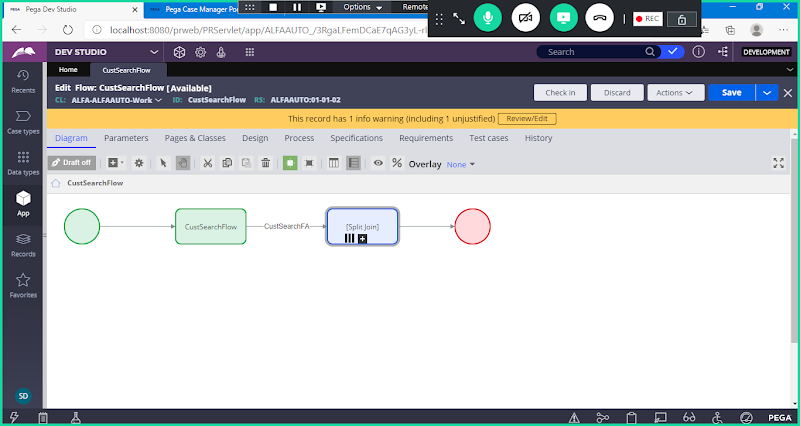 PEGA Pega Dev Studio
PEGA Pega Case Manager Po
Options
Remote
REC
localhost:8080/prweb/PRServlet/app/ALFAAUTO_/3RgaLFemDCaE7qAG3yL-r
DEV STUDIO
Search
DEVELOPMENT
Home
CustSearchFlow
Recents
Case types
Data types
App
Records
Favorites
SD
Edit Flow: CustSearchFlow [Available]
CL: ALFA-ALFAAUTO-Work ID: CustSearchFlow RS: ALFAAUTO:01-01-02
Check in
Discard
Actions
Save
This record has 1 info warning (including 1 unjustified) Review/Edit
Diagram Parameters Pages & Classes Design Process Specifications Requirements Test cases History
Draft off
Overlay None
CustSearchFlow
CustSearchFlow
CustSearchFA
[Split Join]
PEGA